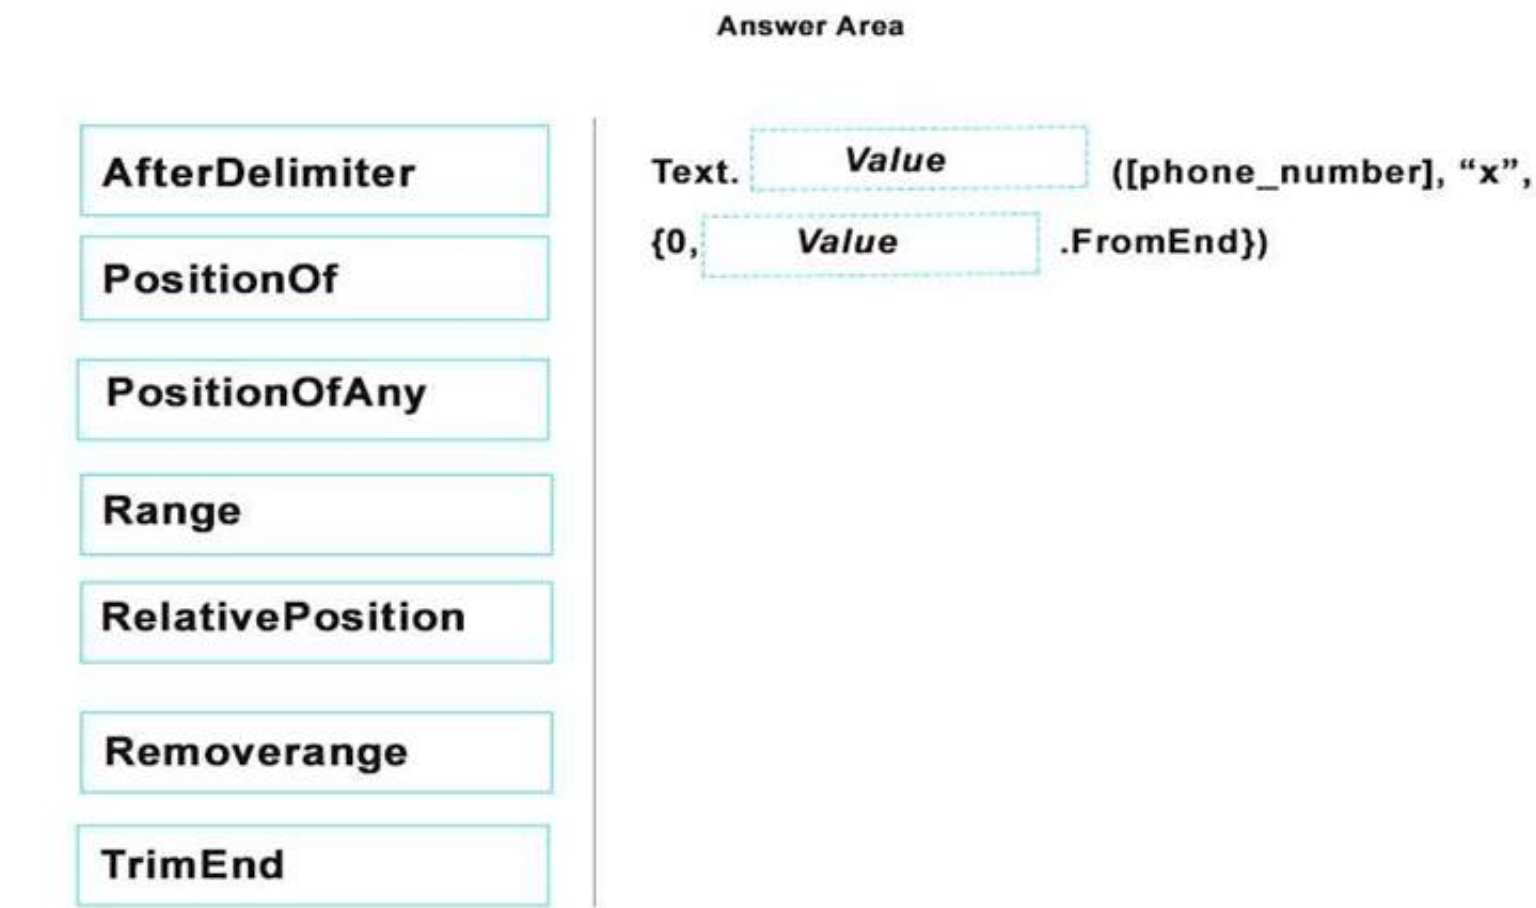 Answer Area
AfterDelimiter
PositionOf
PositionOfAny
Range
RelativePosition
Removerange
TrimEnd
Text. Value ([phone_number], “x”,
{0, Value .FromEnd})